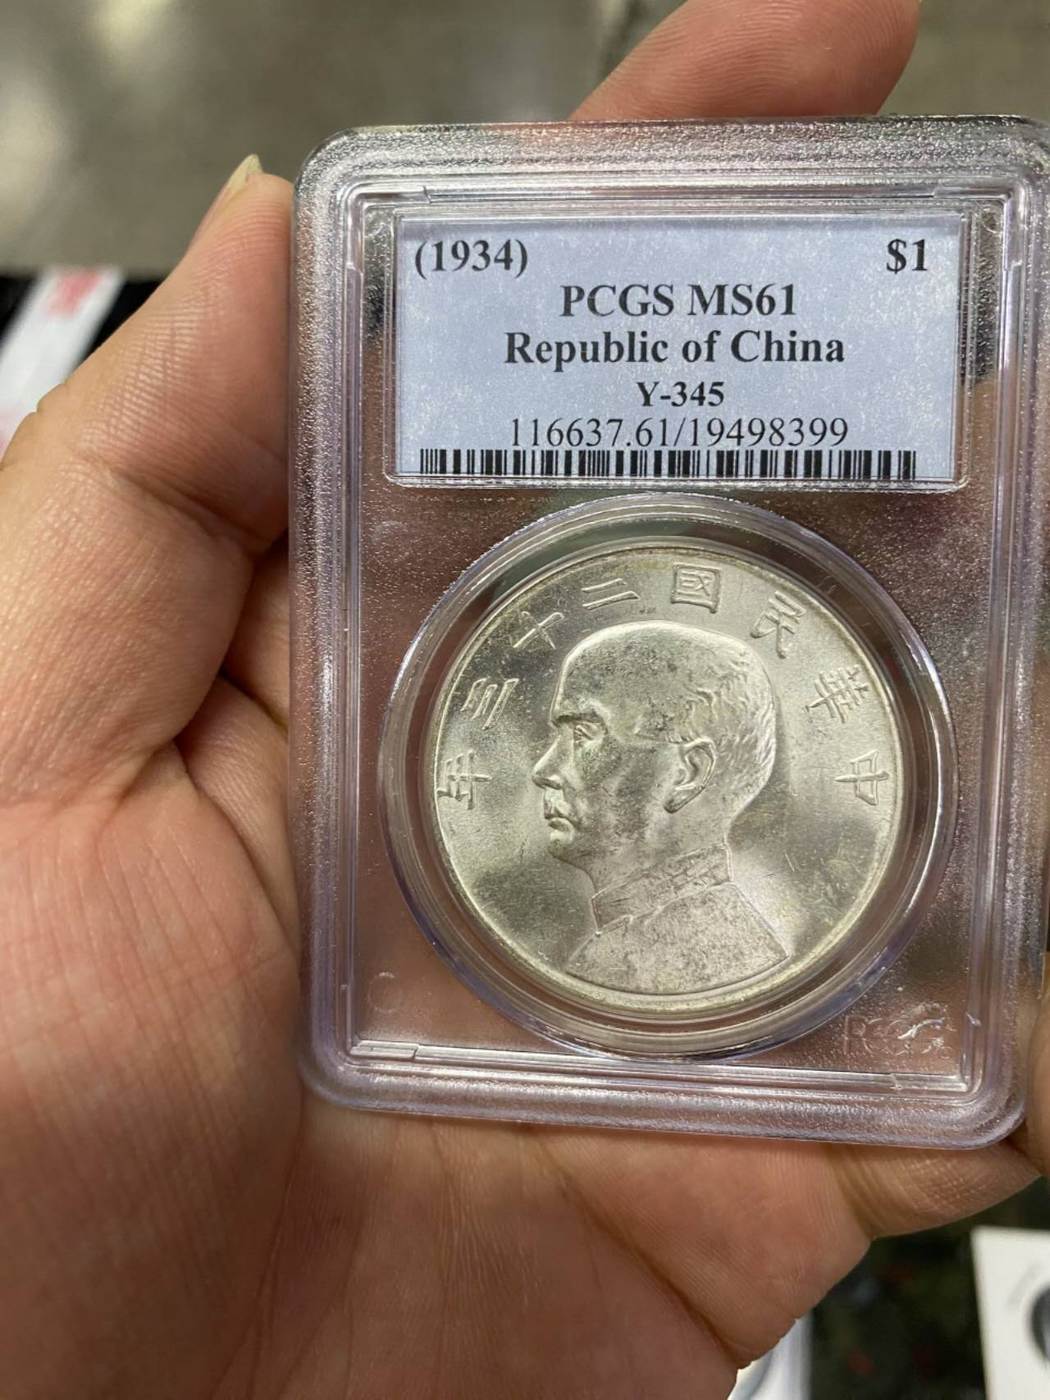 (1934) $1
PCGS MS61
Republic of China
Y-345
116637.61/19498399
年三十二國民華中
PCGS